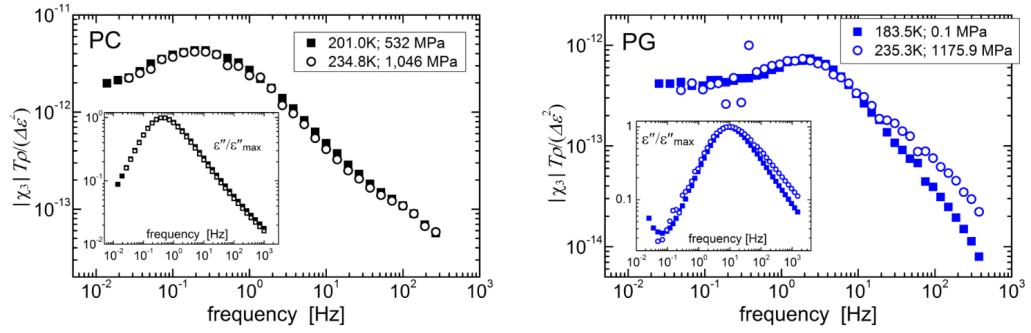 PC
201.0K; 532 MPa
234.8K; 1,046 MPa
|χ₃| Tρ/(Δε²)
10⁻¹¹
10⁻¹²
10⁻¹³
10⁻² 10⁻¹ 10⁰ 10¹ 10² 10³
frequency [Hz]
ε''/ε''max
10⁰
10⁻¹
10⁻²
10⁻² 10⁻¹ 10⁰ 10¹ 10² 10³
frequency [Hz]
PG
183.5K; 0.1 MPa
235.3K; 1175.9 MPa
|χ₃| Tρ/(Δε²)
10⁻¹²
10⁻¹³
10⁻¹⁴
10⁻² 10⁻¹ 10⁰ 10¹ 10² 10³
frequency [Hz]
ε''/ε''max
1
0.1
10⁻² 10⁻¹ 10⁰ 10¹ 10² 10³
frequency [Hz]